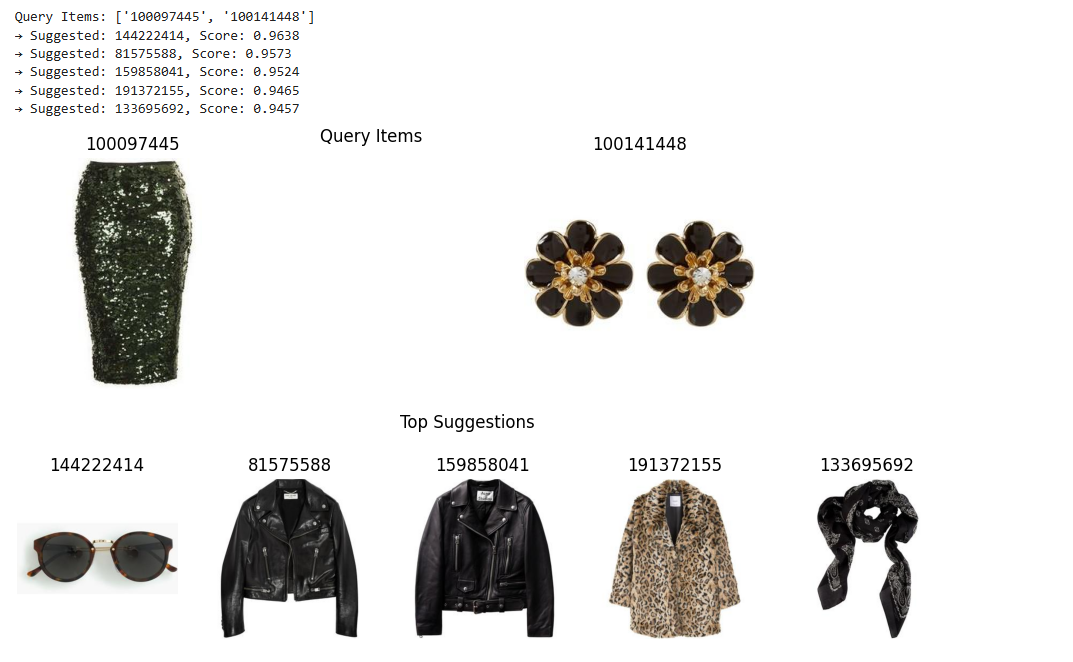 Query Items: ['100097445', '100141448']
→ Suggested: 144222414, Score: 0.9638
→ Suggested: 81575588, Score: 0.9573
→ Suggested: 159858041, Score: 0.9524
→ Suggested: 191372155, Score: 0.9465
→ Suggested: 133695692, Score: 0.9457
Query Items
100097445
100141448
Top Suggestions
144222414
81575588
159858041
191372155
133695692